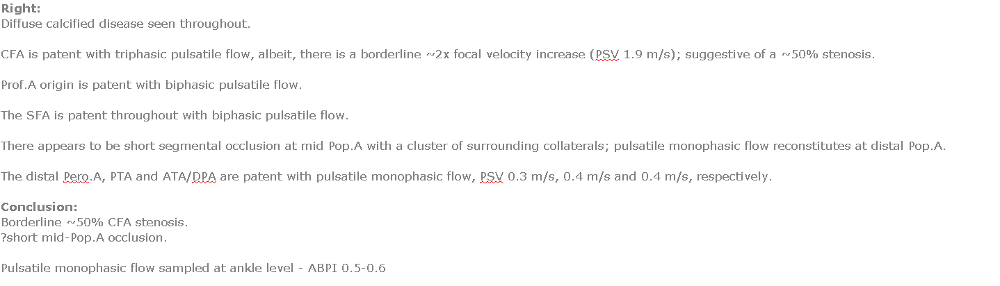 Right:
Diffuse calcified disease seen throughout.
CFA is patent with triphasic pulsatile flow, albeit, there is a borderline ~2x focal velocity increase (PSV 1.9 m/s); suggestive of a ~50% stenosis.
Prof.A origin is patent with biphasic pulsatile flow.
The SFA is patent throughout with biphasic pulsatile flow.
There appears to be short segmental occlusion at mid Pop.A with a cluster of surrounding collaterals; pulsatile monophasic flow reconstitutes at distal Pop.A.
The distal Pero.A, PTA and ATA/DPA are patent with pulsatile monophasic flow, PSV 0.3 m/s, 0.4 m/s and 0.4 m/s, respectively.
Conclusion:
Borderline ~50% CFA stenosis.
?short mid-Pop.A occlusion.
Pulsatile monophasic flow sampled at ankle level - ABPI 0.5-0.6